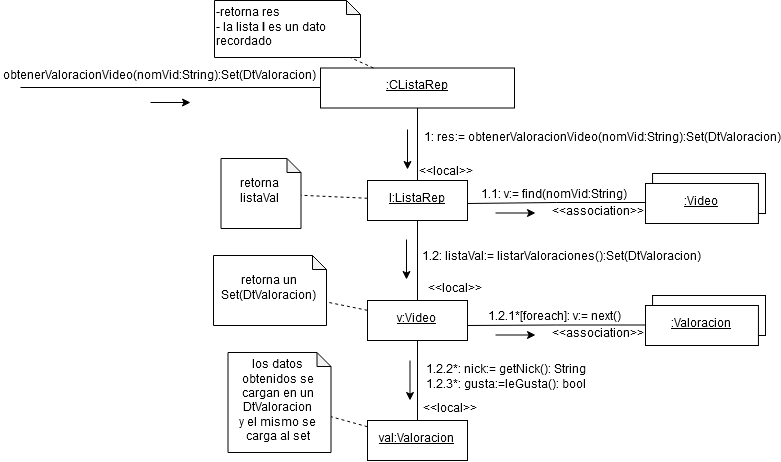 -retorna res
- la lista l es un dato
recordado
obtenerValoracionVideo(nomVid:String):Set(DtValoracion)
:CListaRep
1: res:= obtenerValoracionVideo(nomVid:String):Set(DtValoracion)
<<local>>
retorna
listaVal
l:ListaRep
1.1: v:= find(nomVid:String)
<<association>>
:Video
1.2: listaVal:= listarValoraciones():Set(DtValoracion)
<<local>>
retorna un
Set(DtValoracion)
v:Video
1.2.1*[foreach]: v:= next()
<<association>>
:Valoracion
los datos
obtenidos se
cargan en un
DtValoracion
y el mismo se
carga al set
1.2.2*: nick:= getNick(): String
1.2.3*: gusta:=leGusta(): bool
<<local>>
val:Valoracion